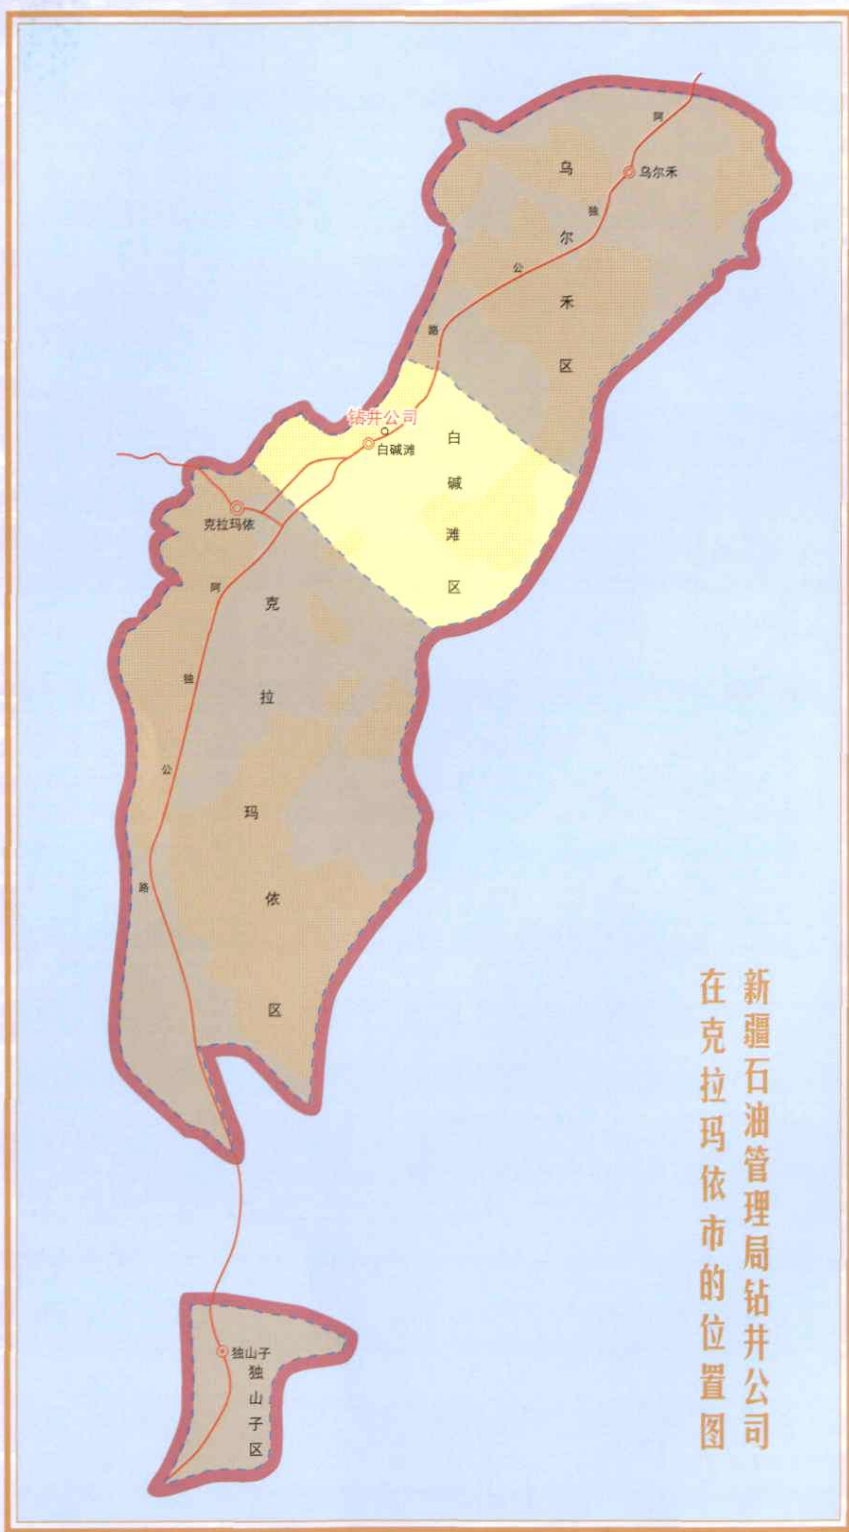 新疆石油管理局钻井公司
在克拉玛依市的位置图
阿
乌尔禾
独
公
路
乌尔禾区
钻井公司
白碱滩
白碱滩区
克拉玛依
阿
独
公
路
克拉玛依区
独山子
独山子区